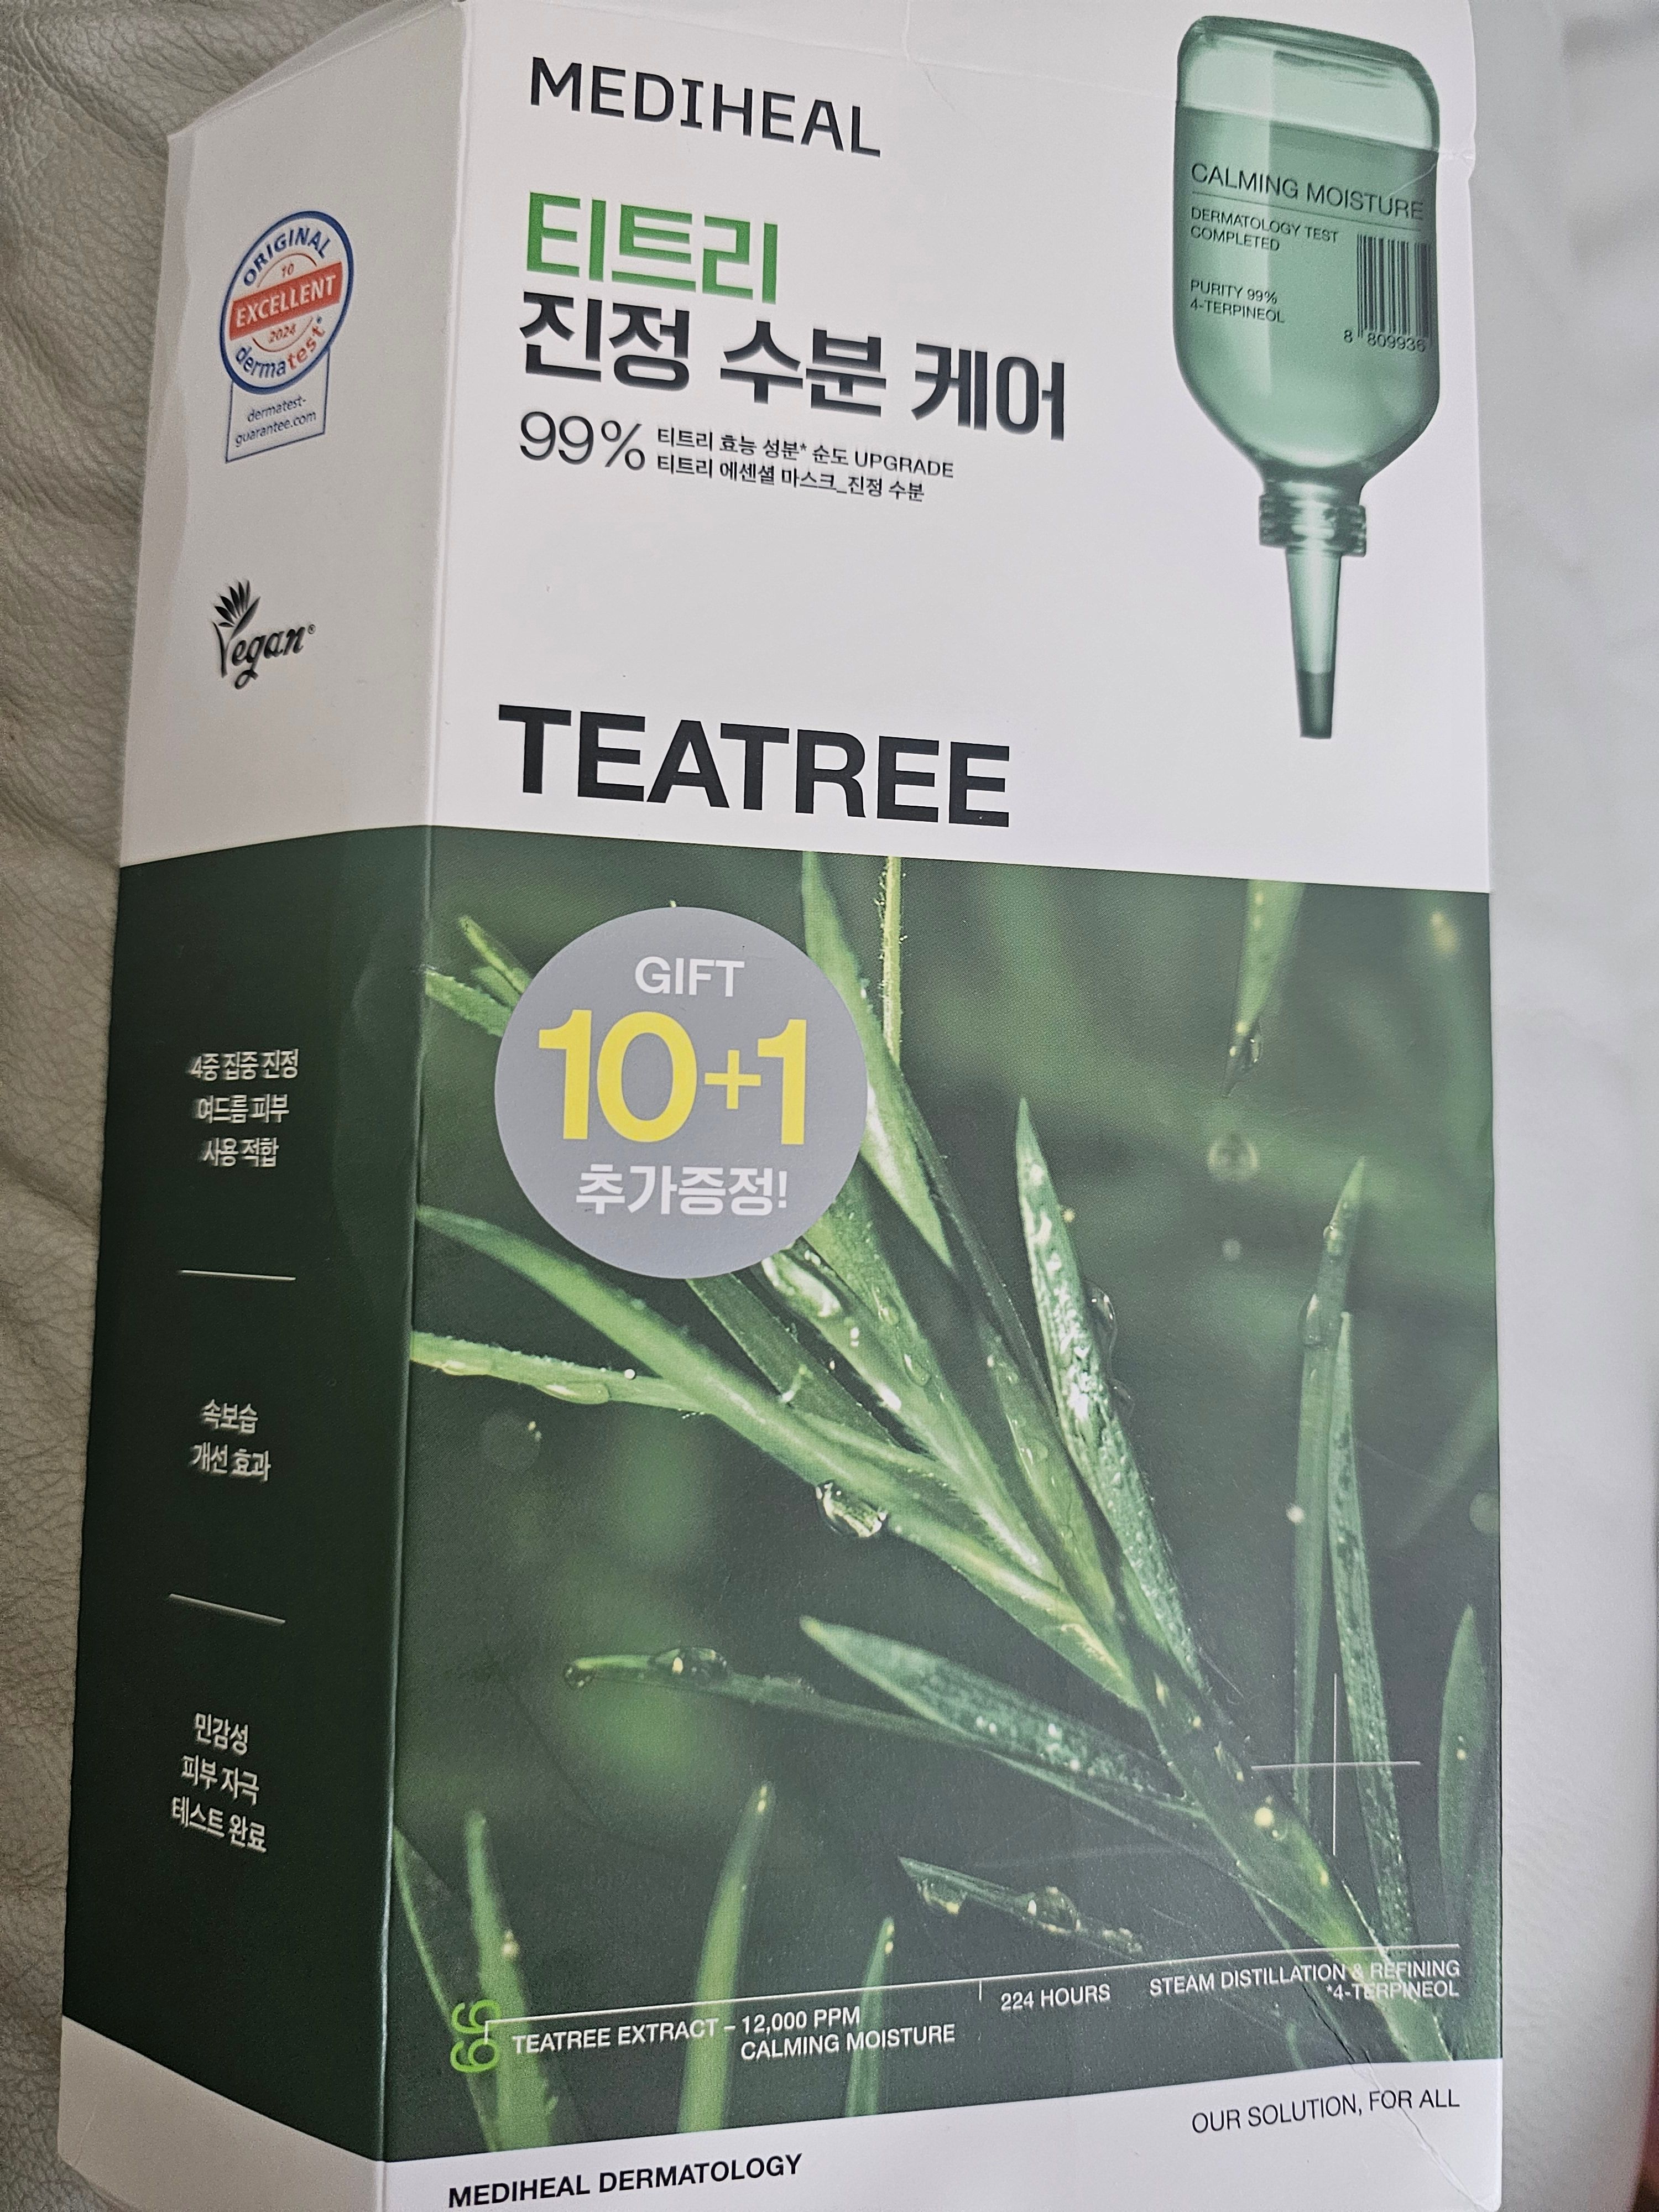 MEDIHEAL
티트리
진정 수분 케어
99%
티트리 효능 성분* 순도 UPGRADE
티트리 에센셜 마스크_진정 수분
CALMING MOISTURE
DERMATOLOGY TEST
COMPLETED
PURITY 99%
4-TERPINEOL
8 809936
ORIGINAL
10
EXCELLENT
2024
dermatest®
dermatest-
guarantee.com
Vegan®
TEATREE
GIFT
10+1
추가증정!
4중 집중 진정
여드름 피부
사용 적합
속보습
개선 효과
민감성
피부 자극
테스트 완료
99
TEATREE EXTRACT – 12,000 PPM
CALMING MOISTURE
224 HOURS
STEAM DISTILLATION & REFINING
*4-TERPINEOL
OUR SOLUTION, FOR ALL
MEDIHEAL DERMATOLOGY